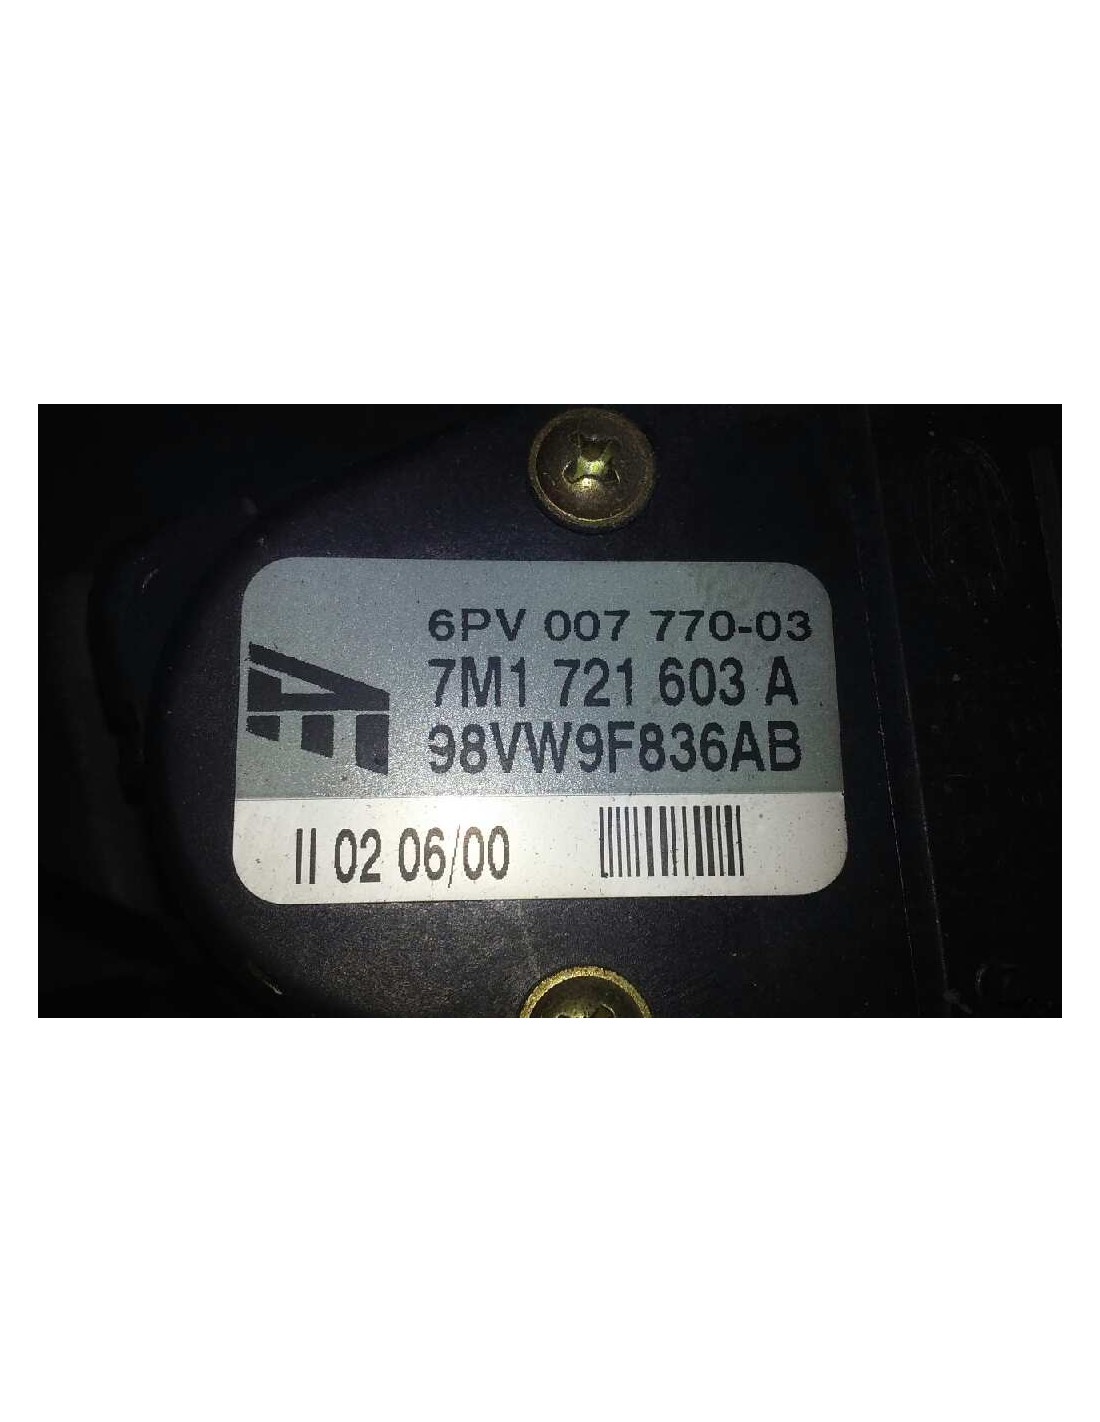 6PV 007 770-03
7M1 721 603 A
98VW9F836AB
II 02 06/00